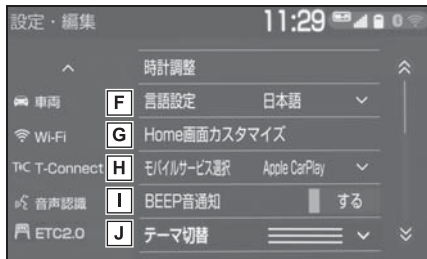 設定・編集 11:29 0
時計調整
車両 F 言語設定 日本語
Wi-Fi G Home画面カスタマイズ
TC T-Connect H モバイルサービス選択 Apple CarPlay
音声認識 I BEEP音通知 する
ETC2.0 J テーマ切替